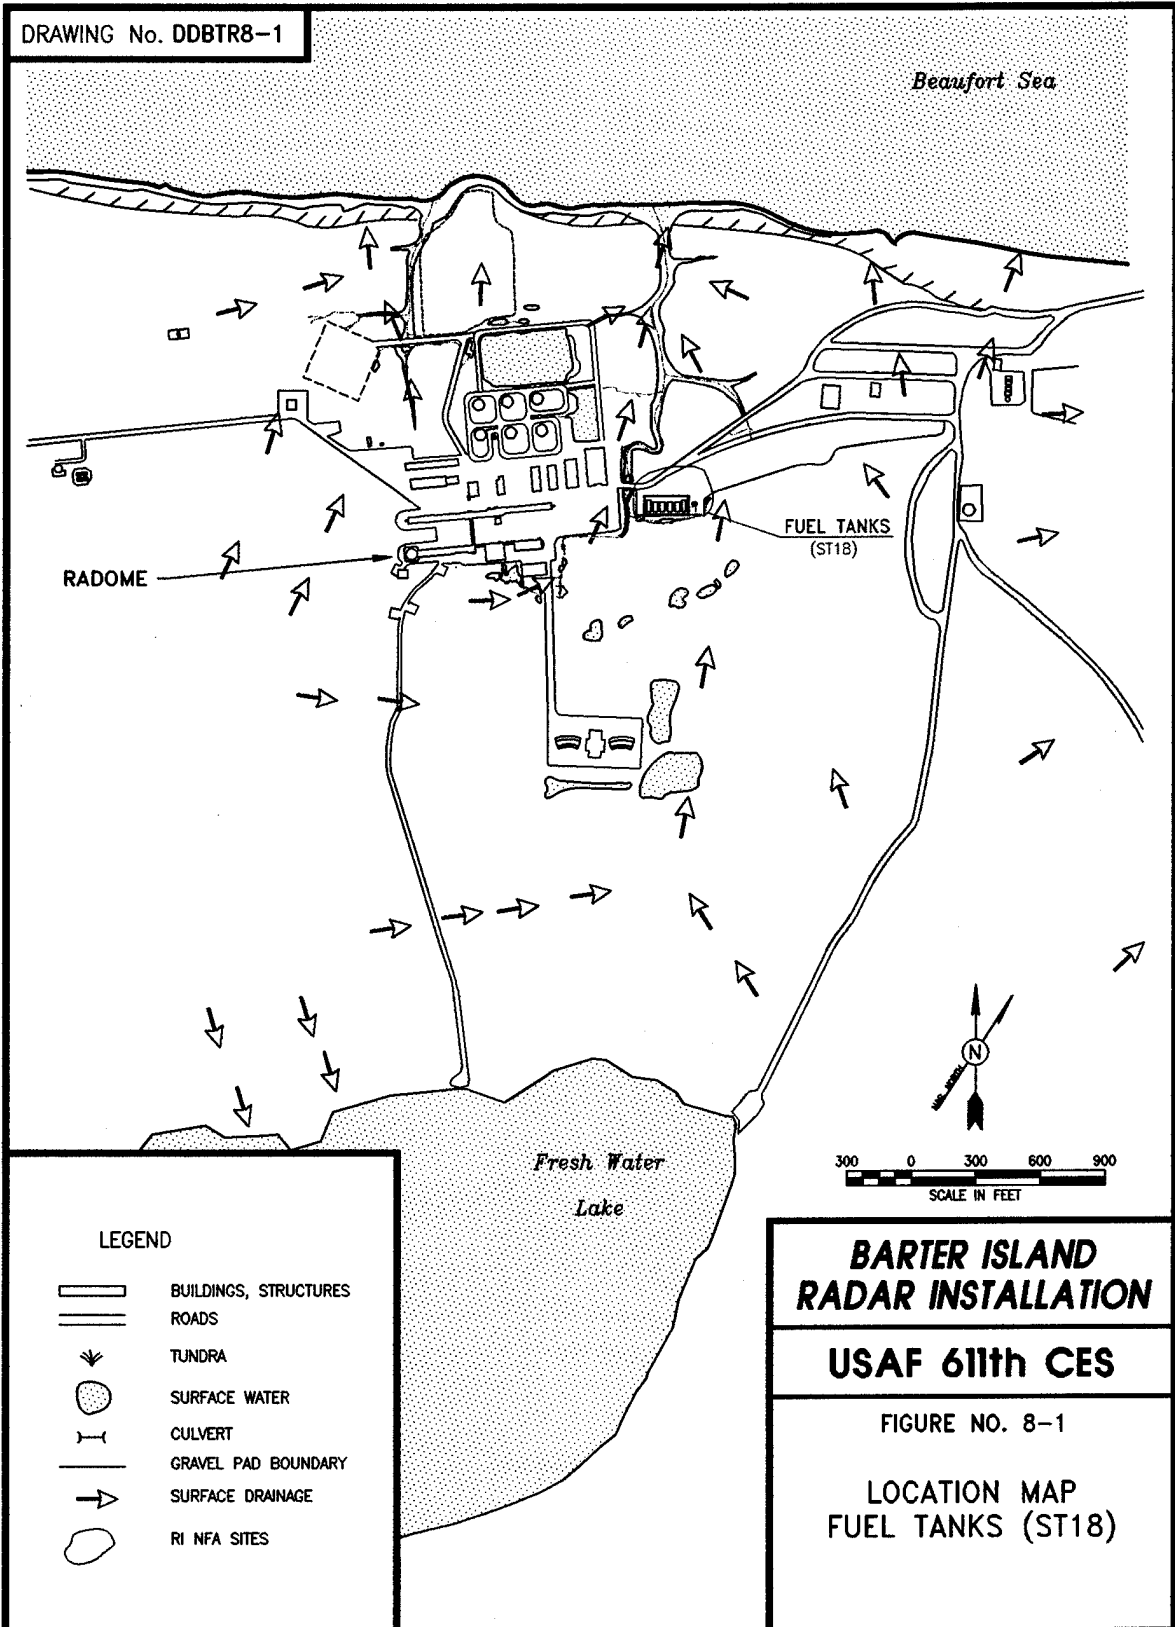 DRAWING No. DDBTR8-1
Beaufort Sea
FUEL TANKS
(ST18)
RADOME
N
MAG. NORTH
300 0 300 600 900
SCALE IN FEET
Fresh Water
Lake
LEGEND
BUILDINGS, STRUCTURES
ROADS
TUNDRA
SURFACE WATER
CULVERT
GRAVEL PAD BOUNDARY
SURFACE DRAINAGE
RI NFA SITES
BARTER ISLAND
RADAR INSTALLATION
USAF 611th CES
FIGURE NO. 8-1
LOCATION MAP
FUEL TANKS (ST18)